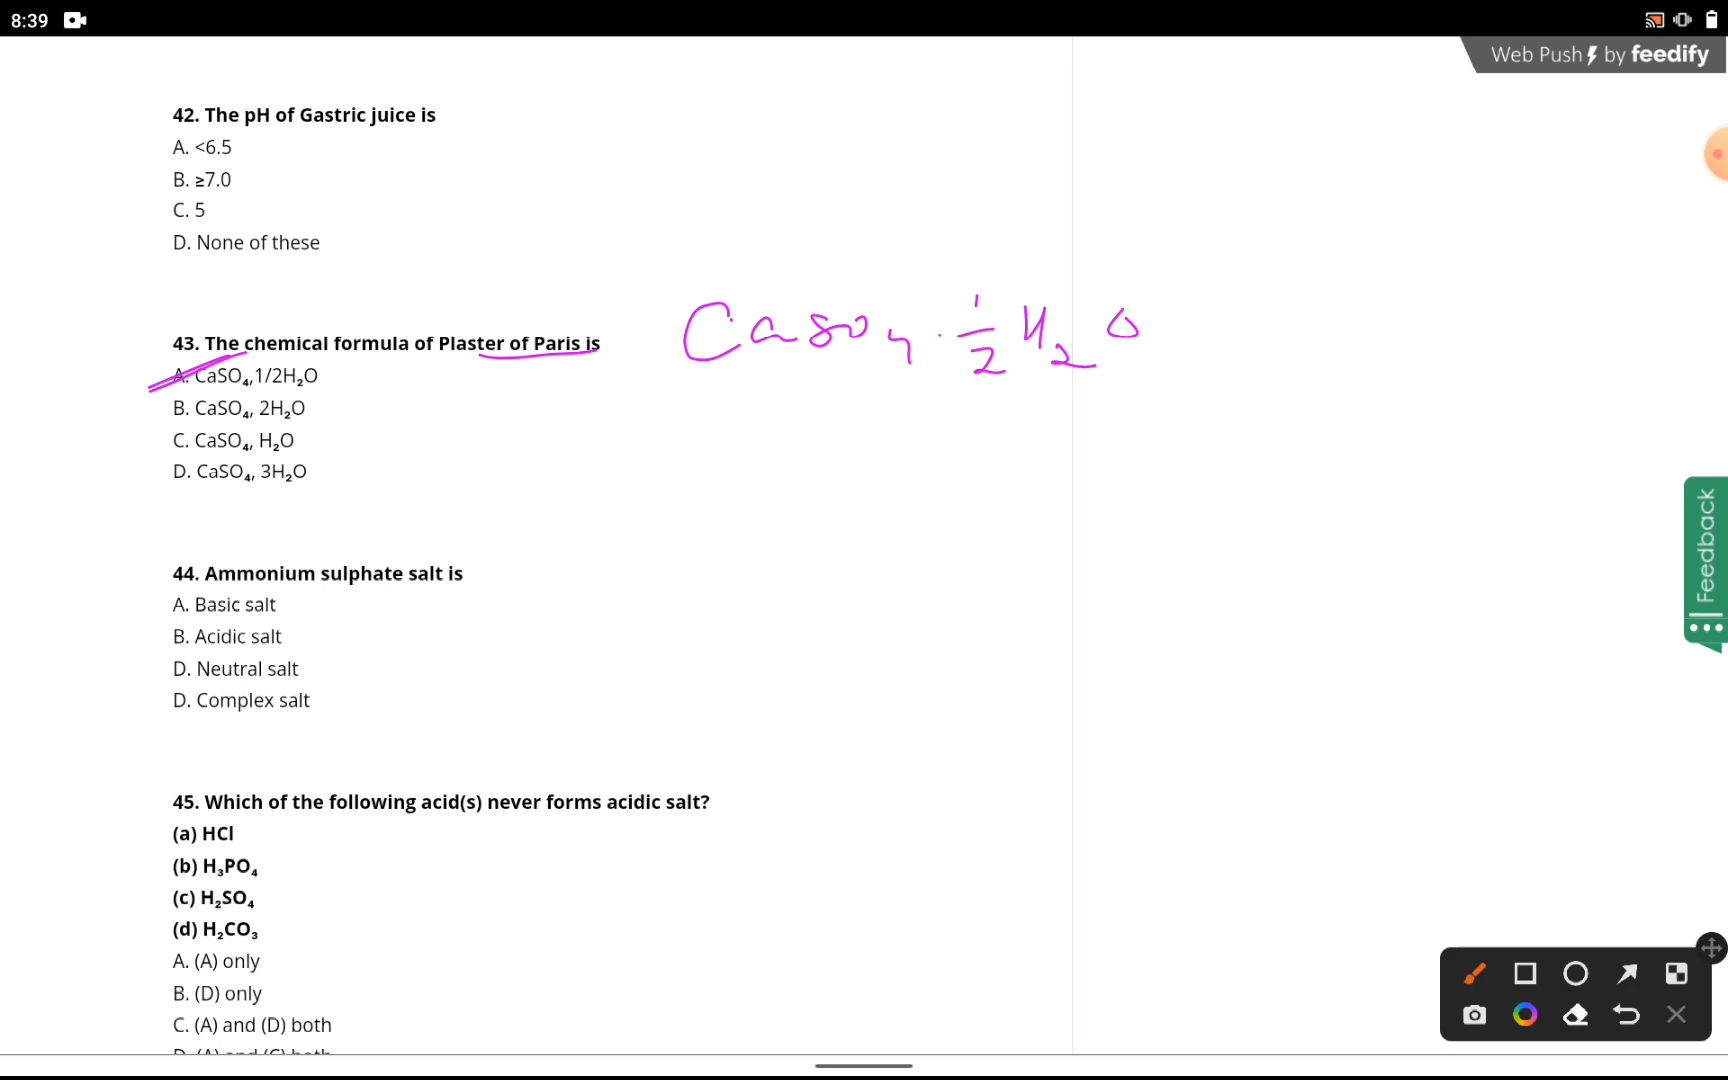 8:39
Web Push by feedify
42. The pH of Gastric juice is
A. <6.5
B. ≥7.0
C. 5
D. None of these
43. The chemical formula of Plaster of Paris is
CaSO₄·½H₂O
A. CaSO₄,1/2H₂O
B. CaSO₄, 2H₂O
C. CaSO₄, H₂O
D. CaSO₄, 3H₂O
Feedback
44. Ammonium sulphate salt is
A. Basic salt
B. Acidic salt
D. Neutral salt
D. Complex salt
45. Which of the following acid(s) never forms acidic salt?
(a) HCl
(b) H₃PO₄
(c) H₂SO₄
(d) H₂CO₃
A. (A) only
B. (D) only
C. (A) and (D) both
D. (A) and (C) both